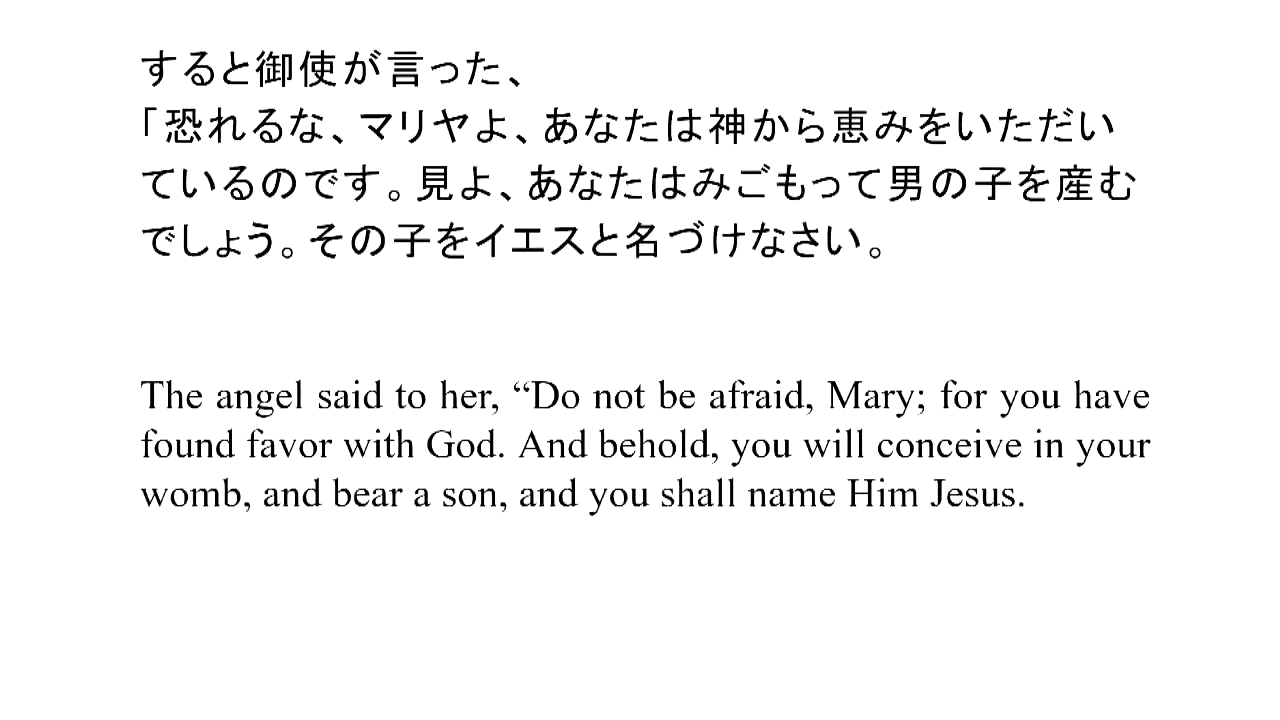 すると御使が言った、
「恐れるな、マリヤよ、あなたは神から恵みをいただい
ているのです。見よ、あなたはみごもって男の子を産む
でしょう。その子をイエスと名づけなさい。
The angel said to her, “Do not be afraid, Mary; for you have
found favor with God. And behold, you will conceive in your
womb, and bear a son, and you shall name Him Jesus.